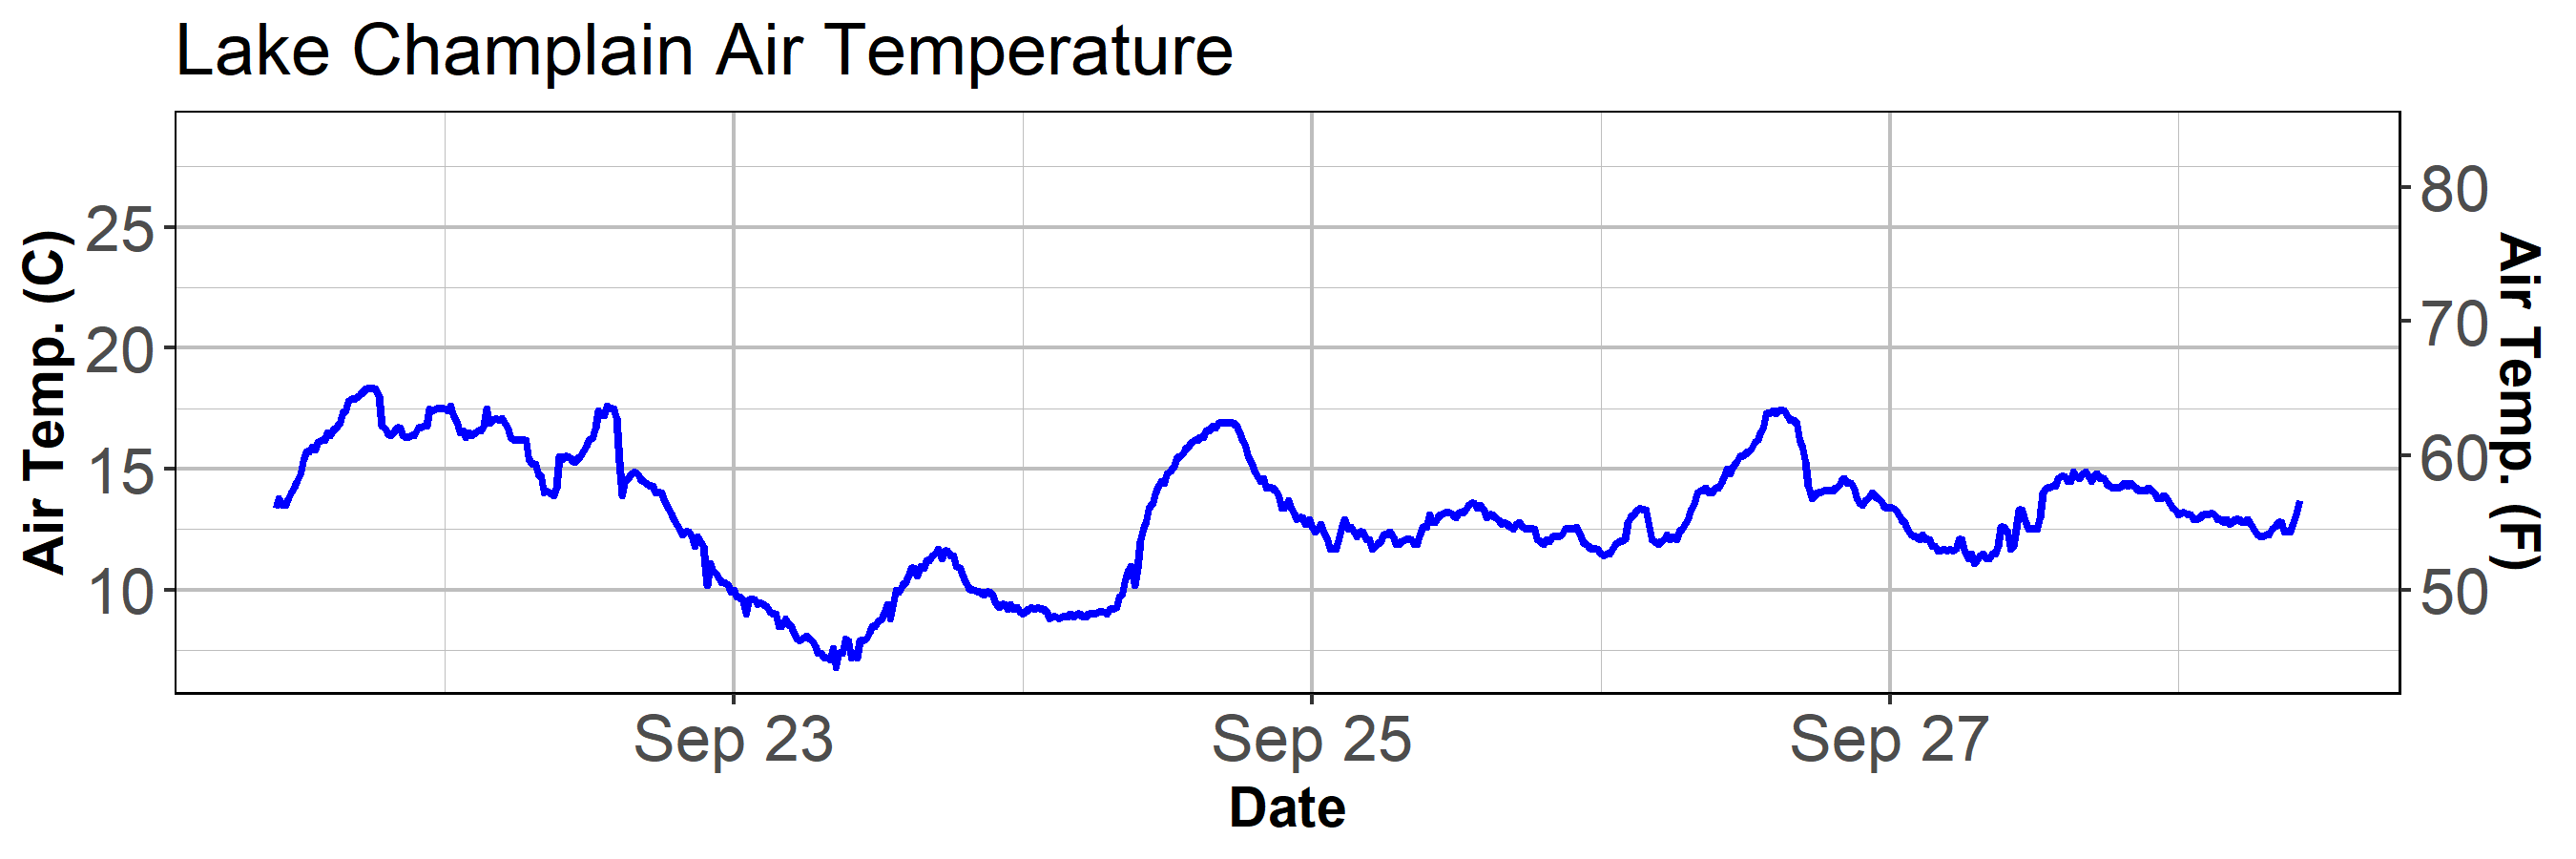 Lake Champlain Air Temperature
Air Temp. (C)
25
20
15
10
80
70
60
50
Air Temp. (F)
Sep 23
Sep 25
Sep 27
Date